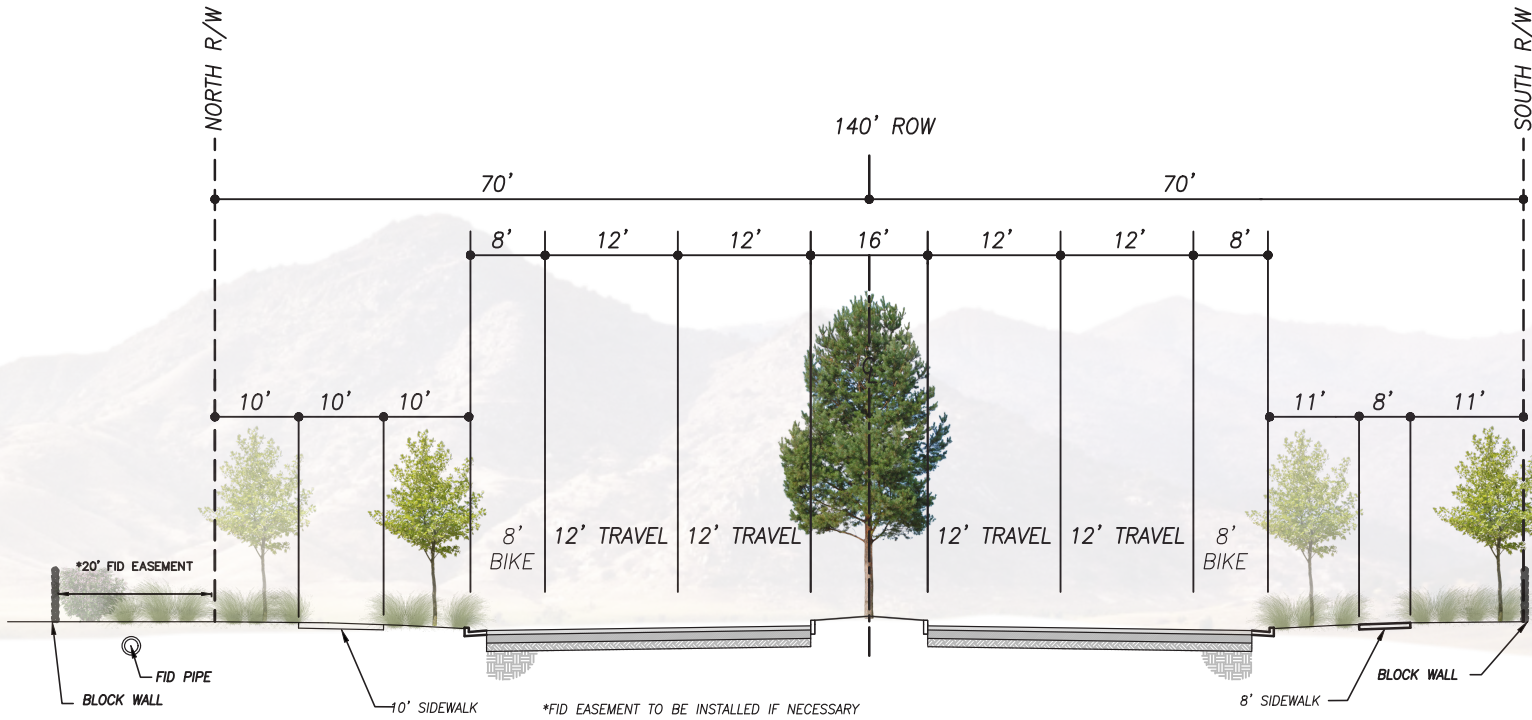 NORTH R/W
SOUTH R/W
140' ROW
70' 70'
8' 12' 12' 16' 12' 12' 8'
10' 10' 10' 11' 8' 11'
8' BIKE
12' TRAVEL 12' TRAVEL 12' TRAVEL 12' TRAVEL
8' BIKE
*20' FID EASEMENT
FID PIPE
BLOCK WALL
10' SIDEWALK
*FID EASEMENT TO BE INSTALLED IF NECESSARY
8' SIDEWALK
BLOCK WALL